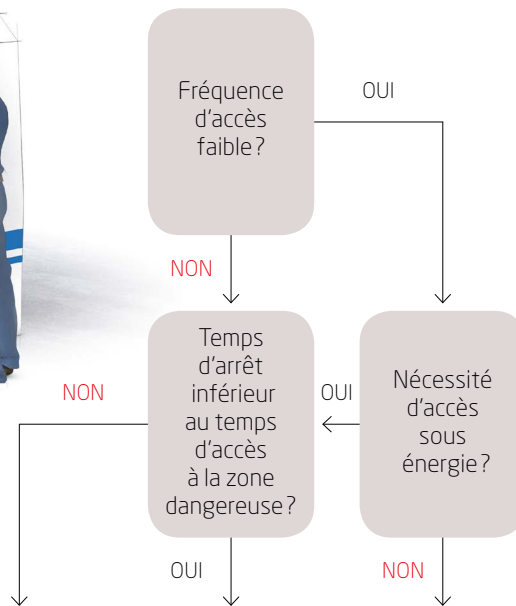 Fréquence
d'accès
faible ?
OUI
NON
Temps
d'arrêt
inférieur
au temps
d'accès
à la zone
dangereuse ?
NON
OUI
Nécessité
d'accès
sous
énergie ?
OUI
NON